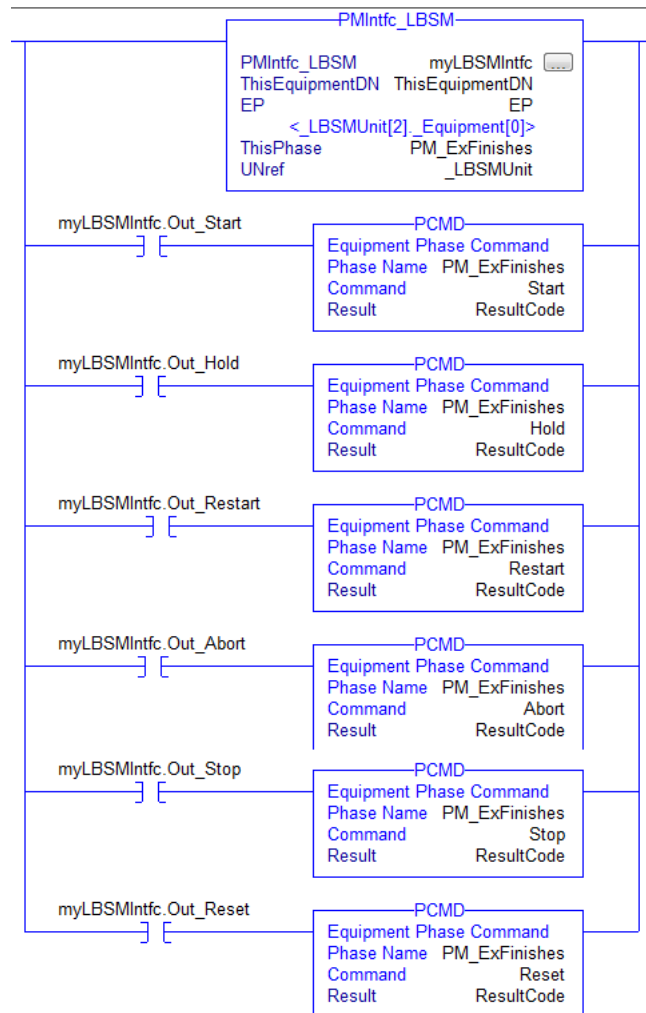 PMIntfc_LBSM
PMIntfc_LBSM myLBSMIntfc ...
ThisEquipmentDN ThisEquipmentDN
EP EP
<_LBSMUnit[2]._Equipment[0]>
ThisPhase PM_ExFinishes
UNref _LBSMUnit
myLBSMIntfc.Out_Start
PCMD
Equipment Phase Command
Phase Name PM_ExFinishes
Command Start
Result ResultCode
myLBSMIntfc.Out_Hold
PCMD
Equipment Phase Command
Phase Name PM_ExFinishes
Command Hold
Result ResultCode
myLBSMIntfc.Out_Restart
PCMD
Equipment Phase Command
Phase Name PM_ExFinishes
Command Restart
Result ResultCode
myLBSMIntfc.Out_Abort
PCMD
Equipment Phase Command
Phase Name PM_ExFinishes
Command Abort
Result ResultCode
myLBSMIntfc.Out_Stop
PCMD
Equipment Phase Command
Phase Name PM_ExFinishes
Command Stop
Result ResultCode
myLBSMIntfc.Out_Reset
PCMD
Equipment Phase Command
Phase Name PM_ExFinishes
Command Reset
Result ResultCode